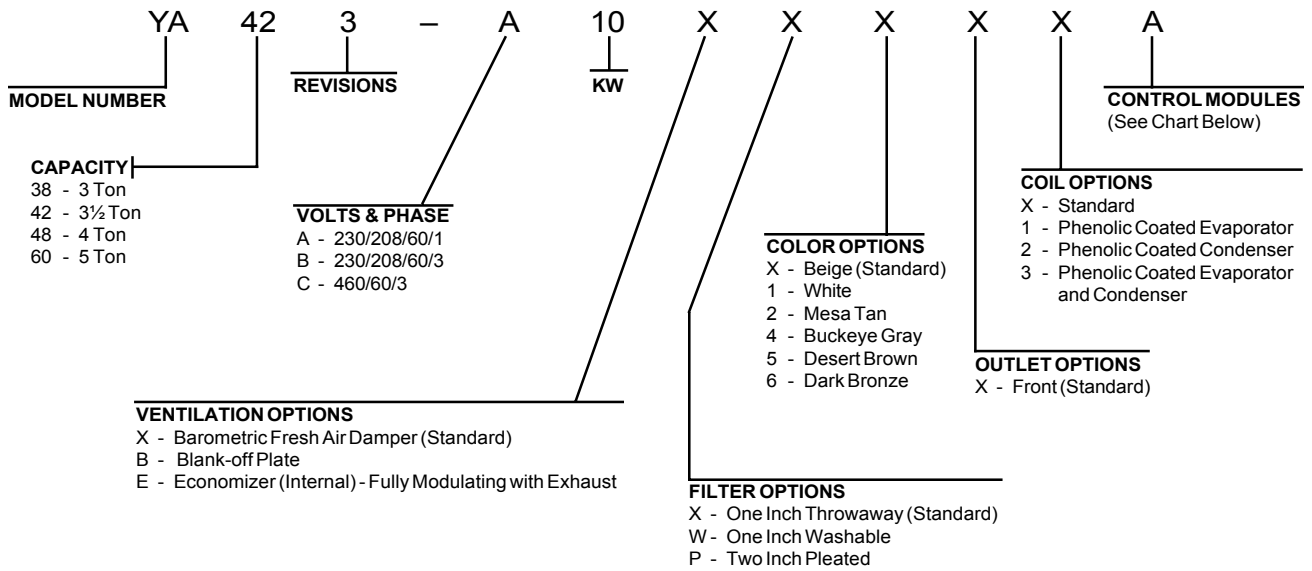 YA 42 3 – A 10 X X X X X A
MODEL NUMBER
REVISIONS
KW
CONTROL MODULES
(See Chart Below)
CAPACITY
38 - 3 Ton
42 - 3½ Ton
48 - 4 Ton
60 - 5 Ton
VOLTS & PHASE
A - 230/208/60/1
B - 230/208/60/3
C - 460/60/3
COLOR OPTIONS
X - Beige (Standard)
1 - White
2 - Mesa Tan
4 - Buckeye Gray
5 - Desert Brown
6 - Dark Bronze
COIL OPTIONS
X - Standard
1 - Phenolic Coated Evaporator
2 - Phenolic Coated Condenser
3 - Phenolic Coated Evaporator
and Condenser
OUTLET OPTIONS
X - Front (Standard)
VENTILATION OPTIONS
X - Barometric Fresh Air Damper (Standard)
B - Blank-off Plate
E - Economizer (Internal) - Fully Modulating with Exhaust
FILTER OPTIONS
X - One Inch Throwaway (Standard)
W - One Inch Washable
P - Two Inch Pleated